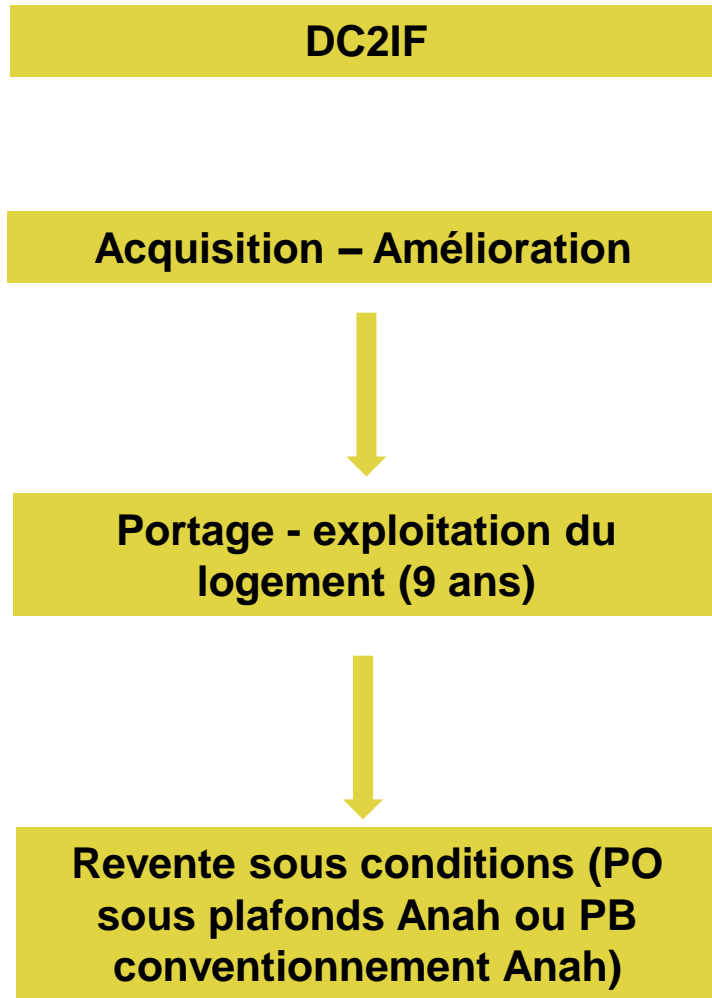 DC2IF
Acquisition – Amélioration
Portage - exploitation du
logement (9 ans)
Revente sous conditions (PO
sous plafonds Anah ou PB
conventionnement Anah)